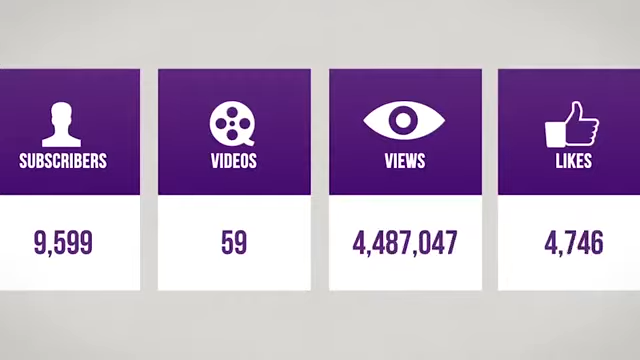 SUBSCRIBERS
9,599
VIDEOS
59
VIEWS
4,487,047
LIKES
4,746